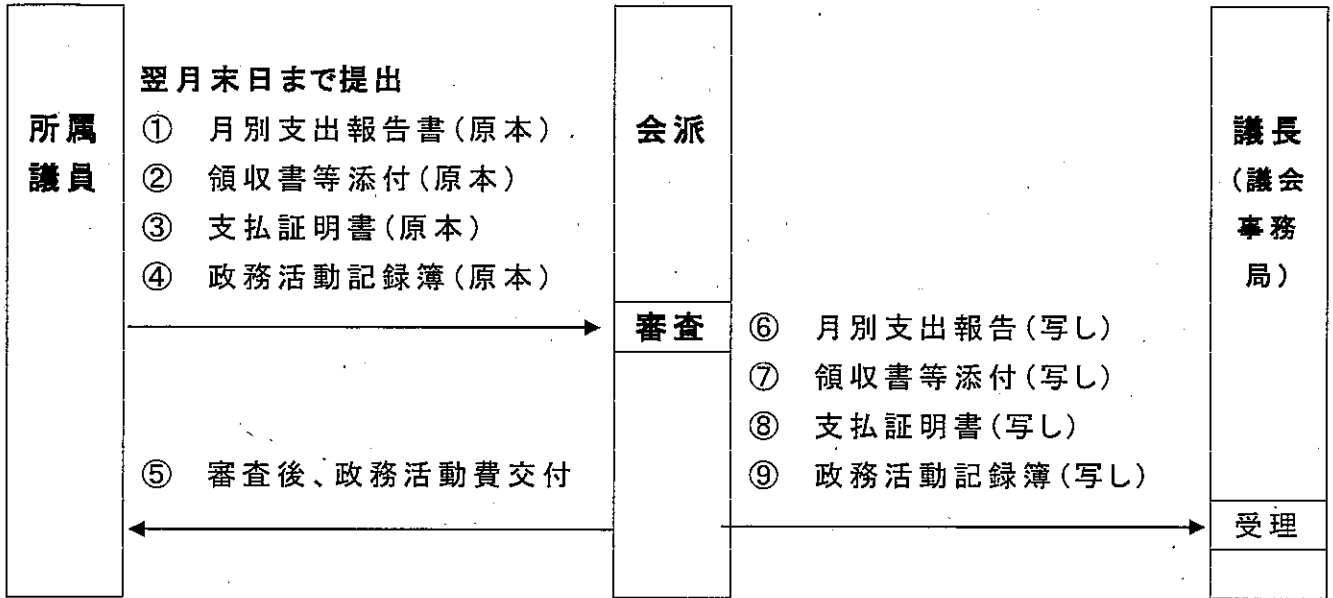 所属
議員
翌月末日まで提出
① 月別支出報告書(原本)
② 領収書等添付(原本)
③ 支払証明書(原本)
④ 政務活動記録簿(原本)
⑤ 審査後、政務活動費交付
会派
審査
⑥ 月別支出報告(写し)
⑦ 領収書等添付(写し)
⑧ 支払証明書(写し)
⑨ 政務活動記録簿(写し)
議長
(議会
事務
局)
受理